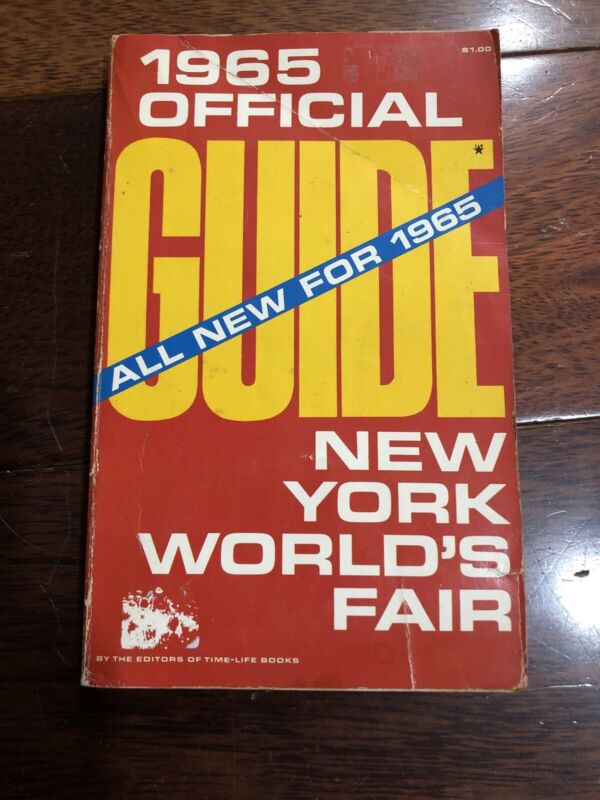 $1.00
1965
OFFICIAL
GUIDE
ALL NEW FOR 1965
NEW
YORK
WORLD'S
FAIR
BY THE EDITORS OF TIME-LIFE BOOKS